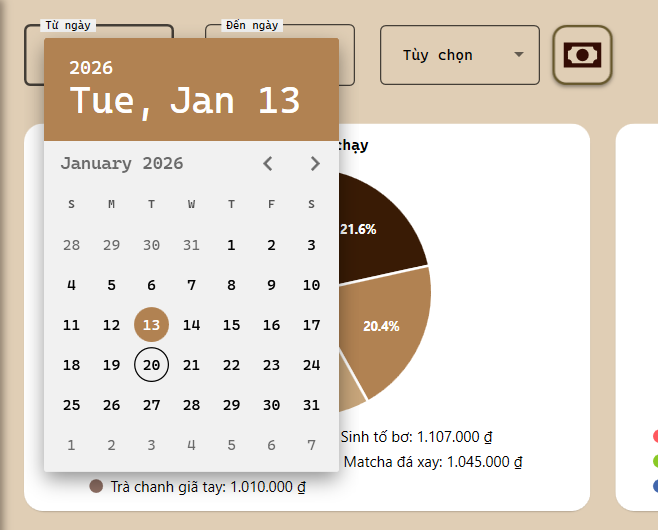 Từ ngày
Đến ngày
Tùy chọn
2026
Tue, Jan 13
January 2026
S M T W T F S
28 29 30 31 1 2 3
4 5 6 7 8 9 10
11 12 13 14 15 16 17
18 19 20 21 22 23 24
25 26 27 28 29 30 31
1 2 3 4 5 6 7
chạy
21.6%
20.4%
Sinh tố bơ: 1.107.000 ₫
Matcha đá xay: 1.045.000 ₫
Trà chanh giã tay: 1.010.000 ₫